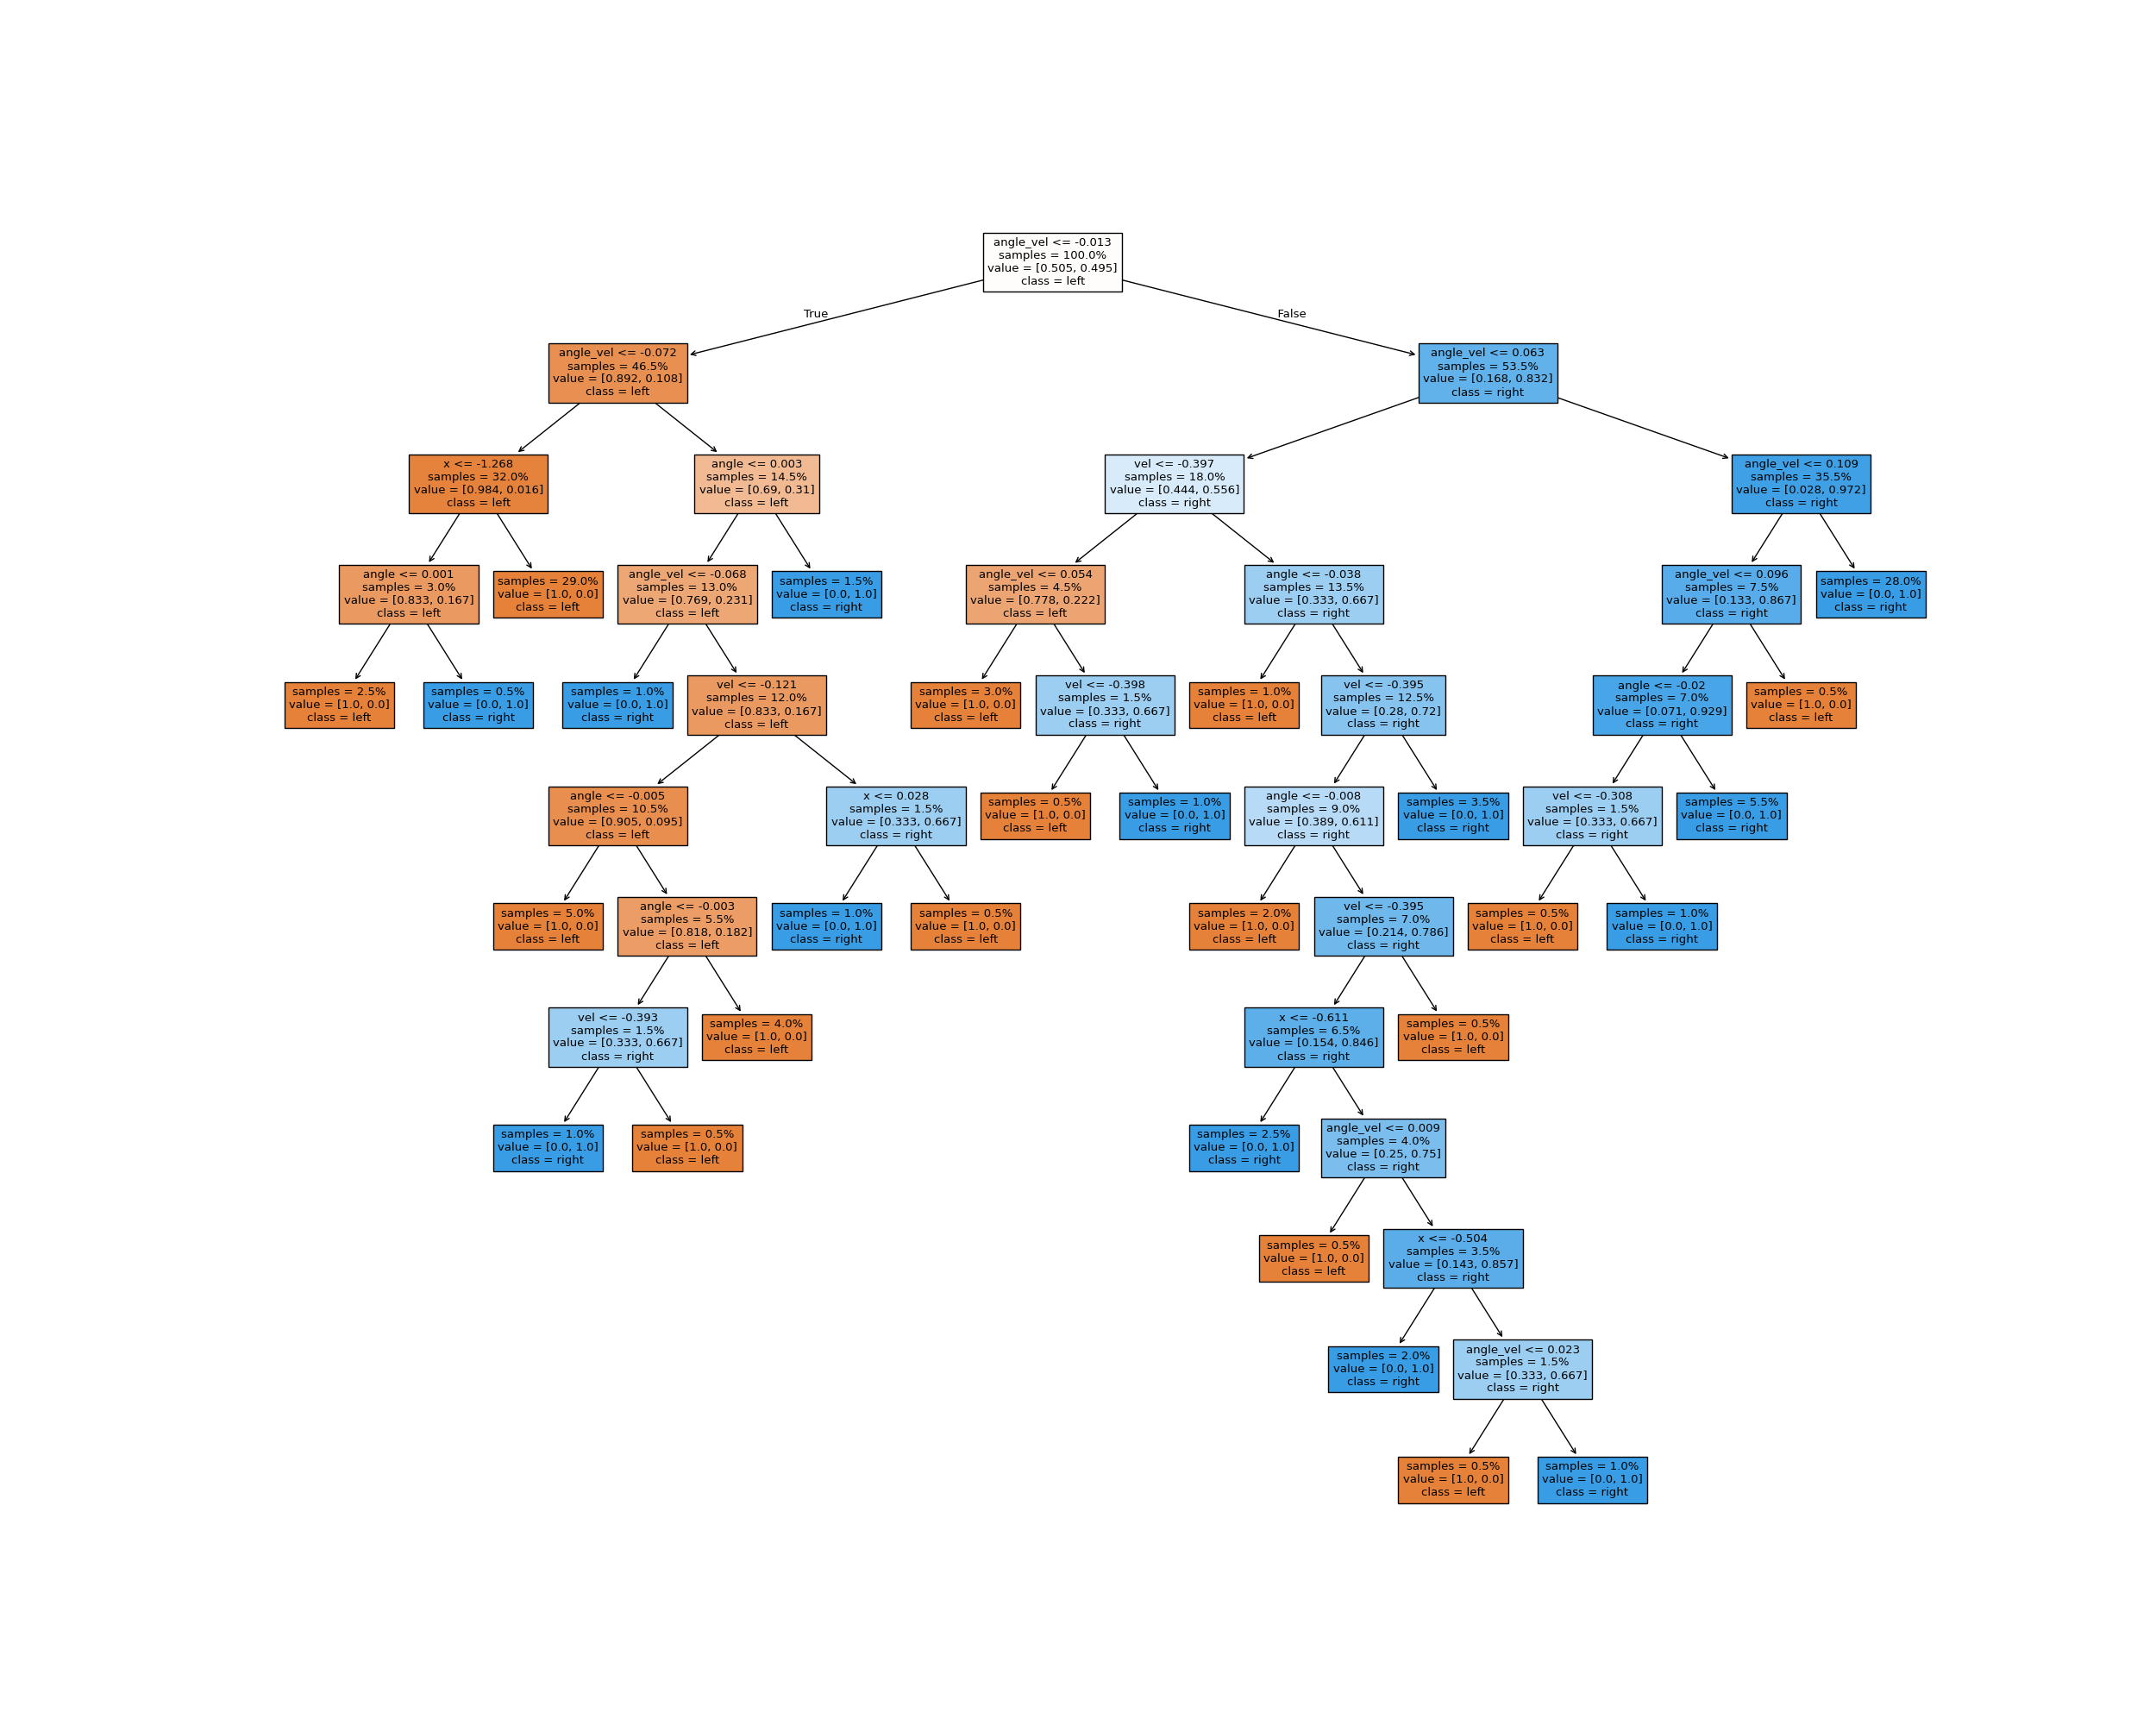 angle_vel <= -0.013
samples = 100.0%
value = [0.505, 0.495]
class = left
True
False
angle_vel <= -0.072
samples = 46.5%
value = [0.892, 0.108]
class = left
angle_vel <= 0.063
samples = 53.5%
value = [0.168, 0.832]
class = right
x <= -1.268
samples = 32.0%
value = [0.984, 0.016]
class = left
angle <= 0.003
samples = 14.5%
value = [0.69, 0.31]
class = left
vel <= -0.397
samples = 18.0%
value = [0.444, 0.556]
class = right
angle_vel <= 0.109
samples = 35.5%
value = [0.028, 0.972]
class = right
angle <= 0.001
samples = 3.0%
value = [0.833, 0.167]
class = left
samples = 29.0%
value = [1.0, 0.0]
class = left
angle_vel <= -0.068
samples = 13.0%
value = [0.769, 0.231]
class = left
samples = 1.5%
value = [0.0, 1.0]
class = right
angle_vel <= 0.054
samples = 4.5%
value = [0.778, 0.222]
class = left
angle <= -0.038
samples = 13.5%
value = [0.333, 0.667]
class = right
angle_vel <= 0.096
samples = 7.5%
value = [0.133, 0.867]
class = right
samples = 28.0%
value = [0.0, 1.0]
class = right
samples = 2.5%
value = [1.0, 0.0]
class = left
samples = 0.5%
value = [0.0, 1.0]
class = right
samples = 1.0%
value = [0.0, 1.0]
class = right
vel <= -0.121
samples = 12.0%
value = [0.833, 0.167]
class = left
samples = 3.0%
value = [1.0, 0.0]
class = left
vel <= -0.398
samples = 1.5%
value = [0.333, 0.667]
class = right
samples = 1.0%
value = [1.0, 0.0]
class = left
vel <= -0.395
samples = 12.5%
value = [0.28, 0.72]
class = right
angle <= -0.02
samples = 7.0%
value = [0.071, 0.929]
class = right
samples = 0.5%
value = [1.0, 0.0]
class = left
angle <= -0.005
samples = 10.5%
value = [0.905, 0.095]
class = left
x <= 0.028
samples = 1.5%
value = [0.333, 0.667]
class = right
samples = 0.5%
value = [1.0, 0.0]
class = left
samples = 1.0%
value = [0.0, 1.0]
class = right
angle <= -0.008
samples = 9.0%
value = [0.389, 0.611]
class = right
samples = 3.5%
value = [0.0, 1.0]
class = right
vel <= -0.308
samples = 1.5%
value = [0.333, 0.667]
class = right
samples = 5.5%
value = [0.0, 1.0]
class = right
samples = 5.0%
value = [1.0, 0.0]
class = left
angle <= -0.003
samples = 5.5%
value = [0.818, 0.182]
class = left
samples = 1.0%
value = [0.0, 1.0]
class = right
samples = 0.5%
value = [1.0, 0.0]
class = left
samples = 2.0%
value = [1.0, 0.0]
class = left
vel <= -0.395
samples = 7.0%
value = [0.214, 0.786]
class = right
samples = 0.5%
value = [1.0, 0.0]
class = left
samples = 1.0%
value = [0.0, 1.0]
class = right
vel <= -0.393
samples = 1.5%
value = [0.333, 0.667]
class = right
samples = 4.0%
value = [1.0, 0.0]
class = left
x <= -0.611
samples = 6.5%
value = [0.154, 0.846]
class = right
samples = 0.5%
value = [1.0, 0.0]
class = left
samples = 1.0%
value = [0.0, 1.0]
class = right
samples = 0.5%
value = [1.0, 0.0]
class = left
samples = 2.5%
value = [0.0, 1.0]
class = right
angle_vel <= 0.009
samples = 4.0%
value = [0.25, 0.75]
class = right
samples = 0.5%
value = [1.0, 0.0]
class = left
x <= -0.504
samples = 3.5%
value = [0.143, 0.857]
class = right
samples = 2.0%
value = [0.0, 1.0]
class = right
angle_vel <= 0.023
samples = 1.5%
value = [0.333, 0.667]
class = right
samples = 0.5%
value = [1.0, 0.0]
class = left
samples = 1.0%
value = [0.0, 1.0]
class = right